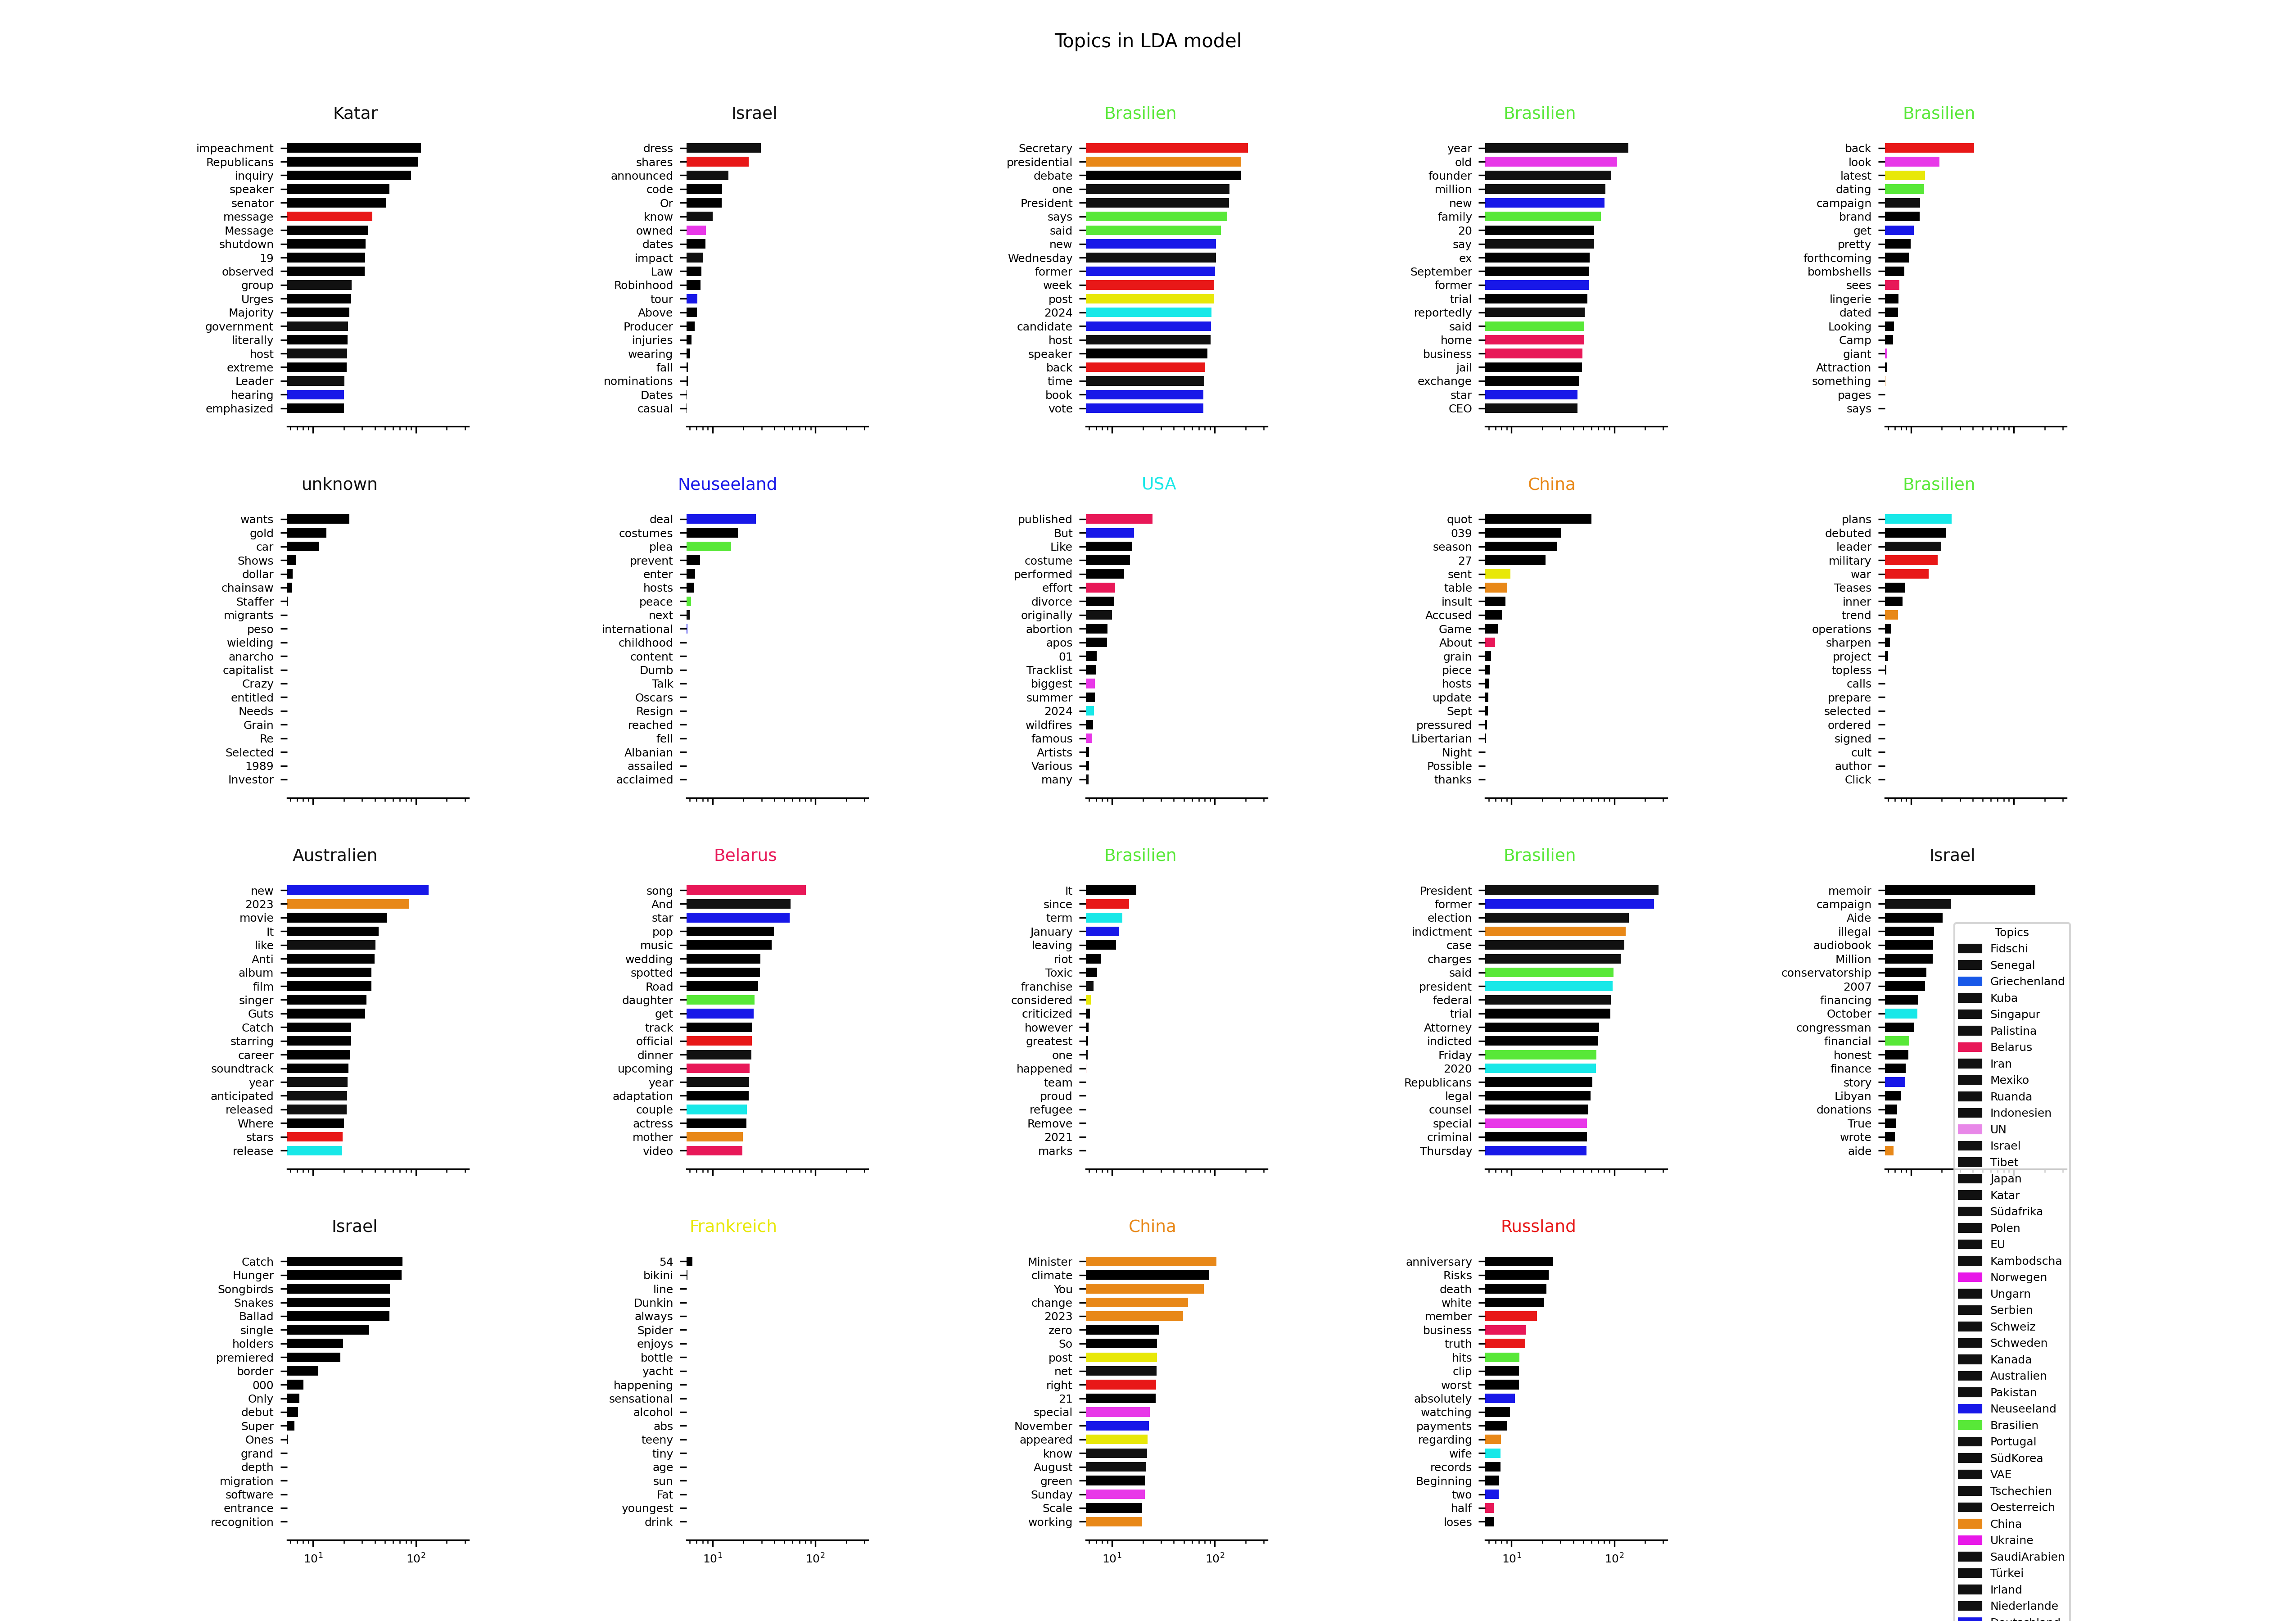 Topics in LDA model
Katar
impeachment
Republicans
inquiry
speaker
senator
message
Message
shutdown
19
observed
group
Urges
Majority
government
literally
host
extreme
Leader
hearing
emphasized
Israel
dress
shares
announced
code
Or
know
owned
dates
impact
Law
Robinhood
tour
Above
Producer
injuries
wearing
fall
nominations
Dates
casual
Brasilien
Secretary
presidential
debate
one
President
says
said
new
Wednesday
former
week
post
2024
candidate
host
speaker
back
time
book
vote
Brasilien
year
old
founder
million
new
family
20
say
ex
September
former
trial
reportedly
said
home
business
jail
exchange
star
CEO
Brasilien
back
look
latest
dating
campaign
brand
get
pretty
forthcoming
bombshells
sees
lingerie
dated
Looking
Camp
giant
Attraction
something
pages
says
unknown
wants
gold
car
Shows
dollar
chainsaw
Staffer
migrants
peso
wielding
anarcho
capitalist
Crazy
entitled
Needs
Grain
Re
Selected
1989
Investor
Neuseeland
deal
costumes
plea
prevent
enter
hosts
peace
next
international
childhood
content
Dumb
Talk
Oscars
Resign
reached
fell
Albanian
assailed
acclaimed
USA
published
But
Like
costume
performed
effort
divorce
originally
abortion
apos
01
Tracklist
biggest
summer
2024
wildfires
famous
Artists
Various
many
China
quot
039
season
27
sent
table
insult
Accused
Game
About
grain
piece
hosts
update
Sept
pressured
Libertarian
Night
Possible
thanks
Brasilien
plans
debuted
leader
military
war
Teases
inner
trend
operations
sharpen
project
topless
calls
prepare
selected
ordered
signed
cult
author
Click
Australien
new
2023
movie
It
like
Anti
album
film
singer
Guts
Catch
starring
career
soundtrack
year
anticipated
released
Where
stars
release
Belarus
song
And
star
pop
music
wedding
spotted
Road
daughter
get
track
official
dinner
upcoming
year
adaptation
couple
actress
mother
video
Brasilien
It
since
term
January
leaving
riot
Toxic
franchise
considered
criticized
however
greatest
one
happened
team
proud
refugee
Remove
2021
marks
Brasilien
President
former
election
indictment
case
charges
said
president
federal
trial
Attorney
indicted
Friday
2020
Republicans
legal
counsel
special
criminal
Thursday
Israel
memoir
campaign
Aide
illegal
audiobook
Million
conservatorship
2007
financing
October
congressman
financial
honest
finance
story
Libyan
donations
True
wrote
aide
Israel
Catch
Hunger
Songbirds
Snakes
Ballad
single
holders
premiered
border
000
Only
debut
Super
Ones
grand
depth
migration
software
entrance
recognition
10¹ 10²
Frankreich
54
bikini
line
Dunkin
always
Spider
enjoys
bottle
yacht
happening
sensational
alcohol
abs
teeny
tiny
age
sun
Fat
youngest
drink
10¹ 10²
China
Minister
climate
You
change
2023
zero
So
post
net
right
21
special
November
appeared
know
August
green
Sunday
Scale
working
10¹ 10²
Russland
anniversary
Risks
death
white
member
business
truth
hits
clip
worst
absolutely
watching
payments
regarding
wife
records
Beginning
two
half
loses
10¹ 10²
Topics
Fidschi
Senegal
Griechenland
Kuba
Singapur
Palistina
Belarus
Iran
Mexiko
Ruanda
Indonesien
UN
Israel
Tibet
Japan
Katar
Südafrika
Polen
EU
Kambodscha
Norwegen
Ungarn
Serbien
Schweiz
Schweden
Kanada
Australien
Pakistan
Neuseeland
Brasilien
Portugal
SüdKorea
VAE
Tschechien
Oesterreich
China
Ukraine
SaudiArabien
Türkei
Irland
Niederlande
Deutschland